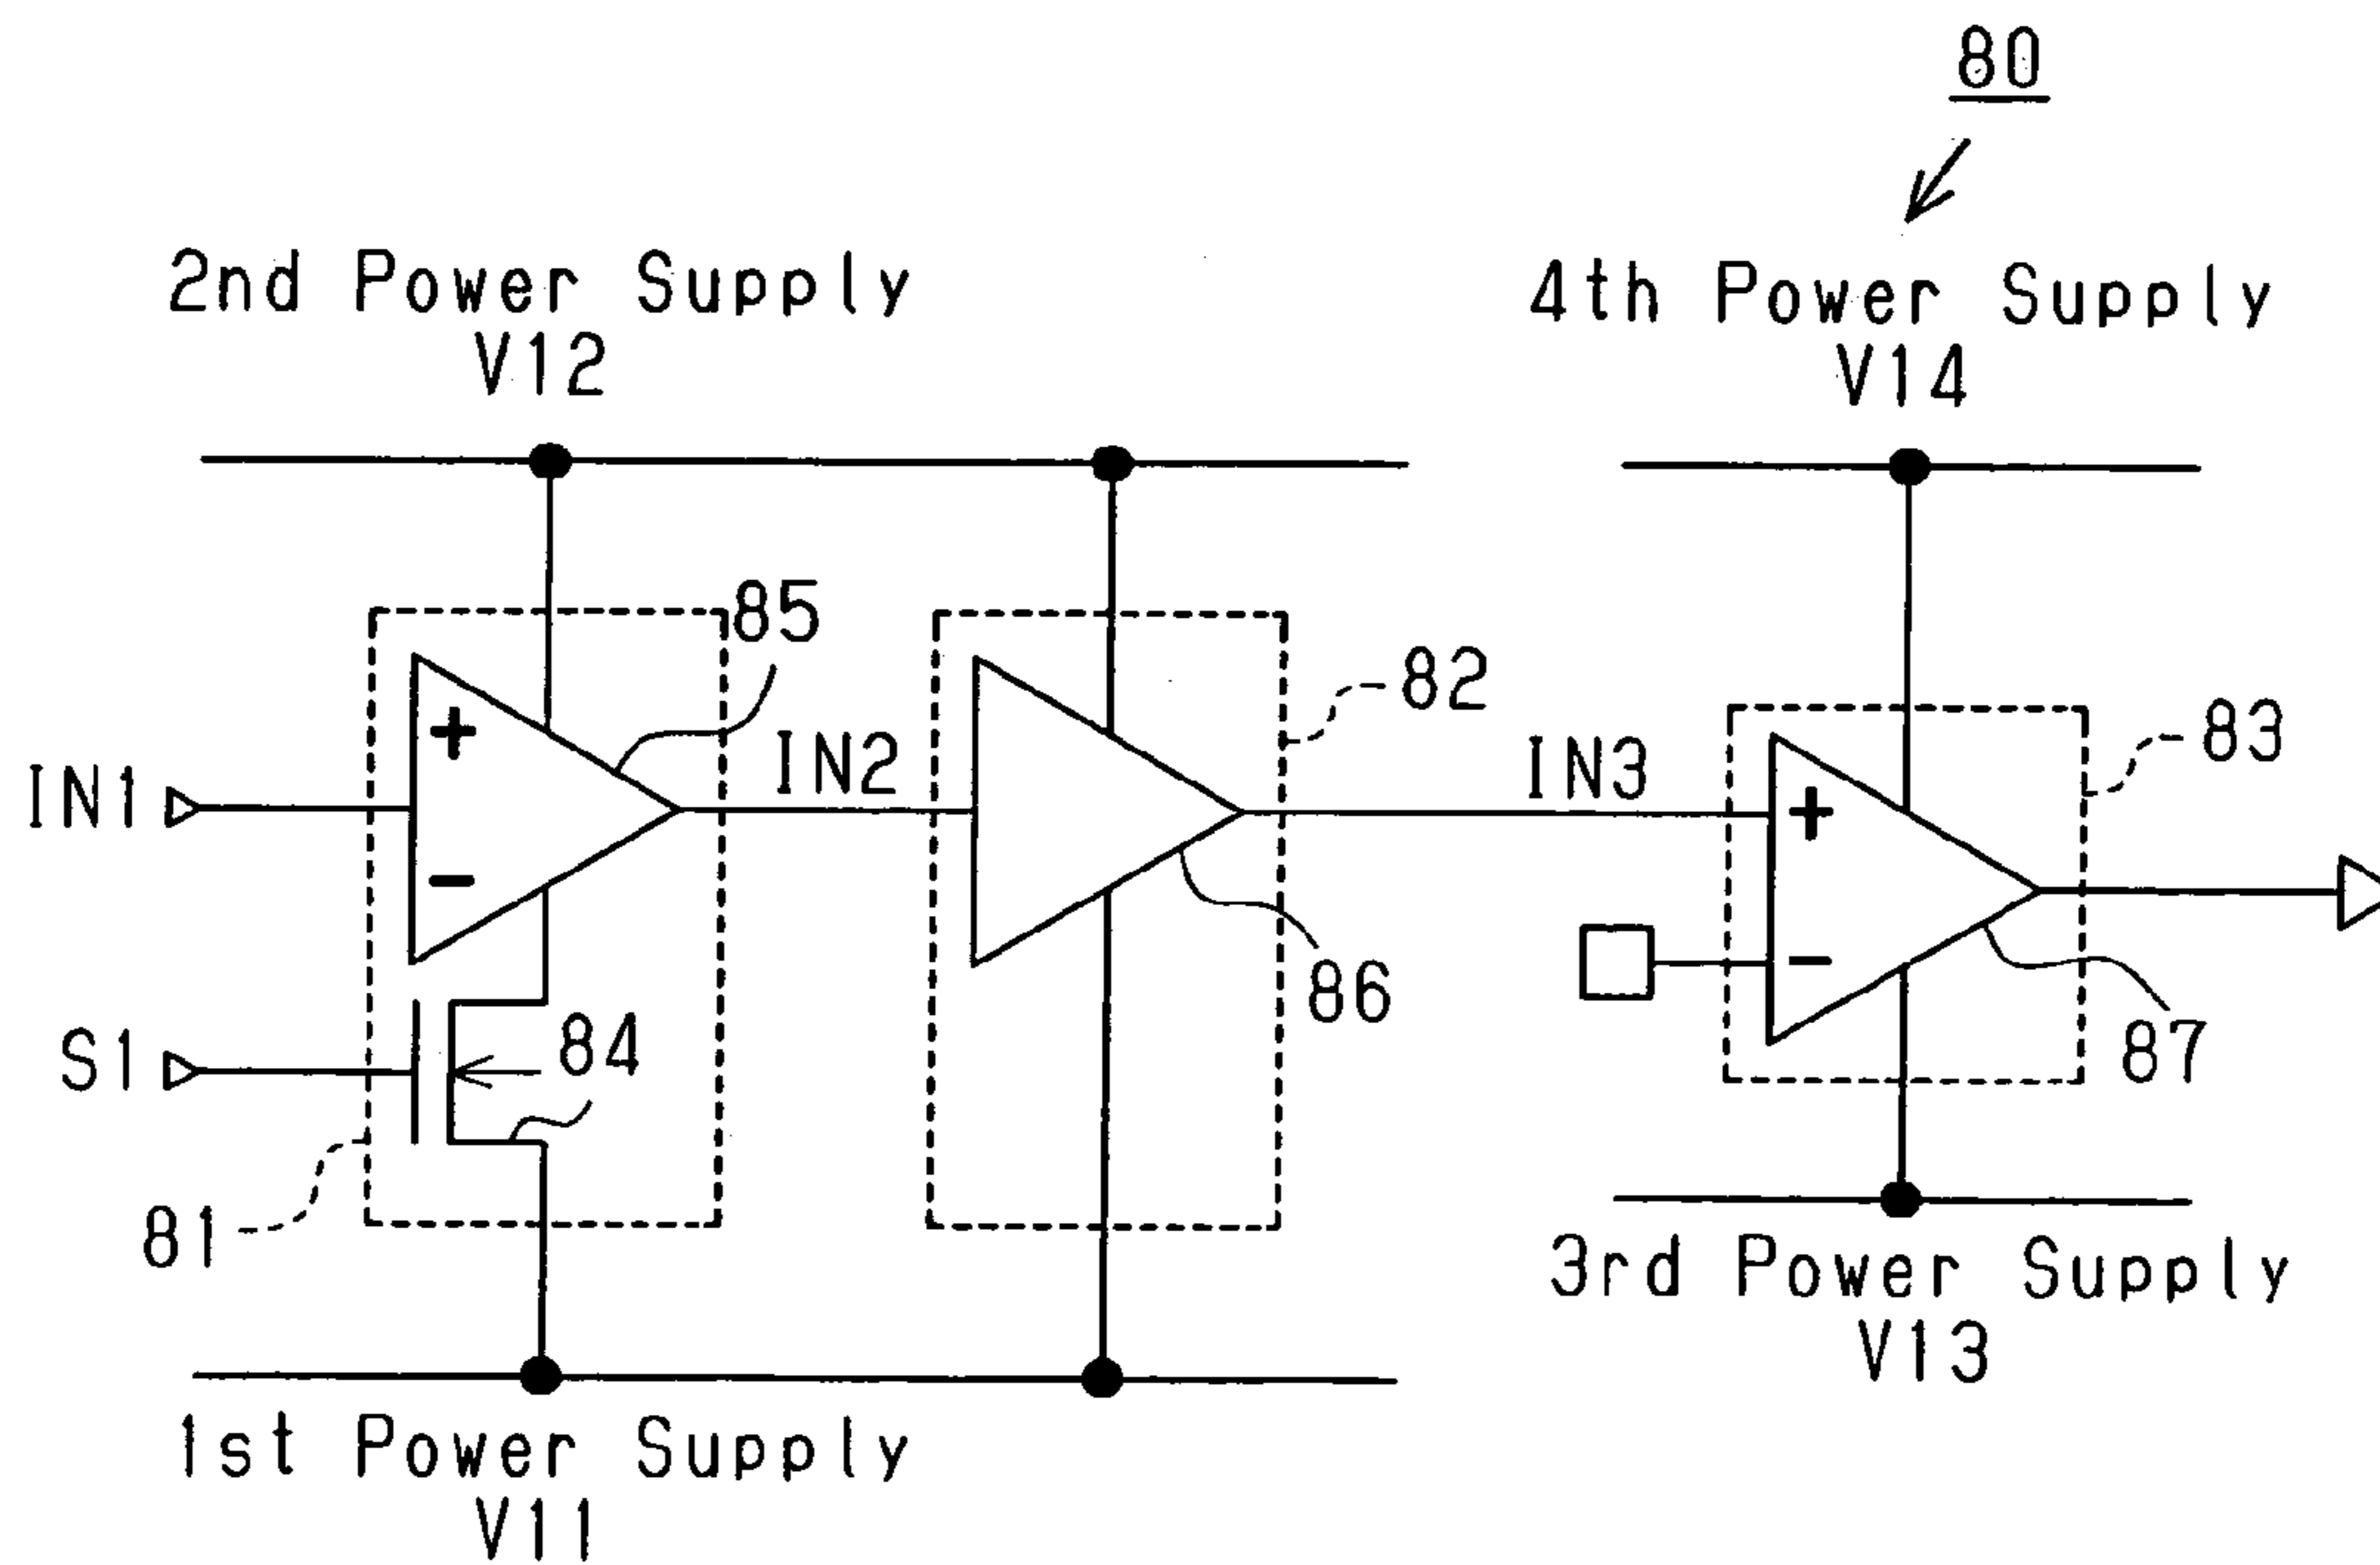 80
2nd Power Supply
V12
4th Power Supply
V14
85
82
83
IN1
+
-
IN2
IN3
+
-
86
87
S1
84
81
3rd Power Supply
V13
1st Power Supply
V11